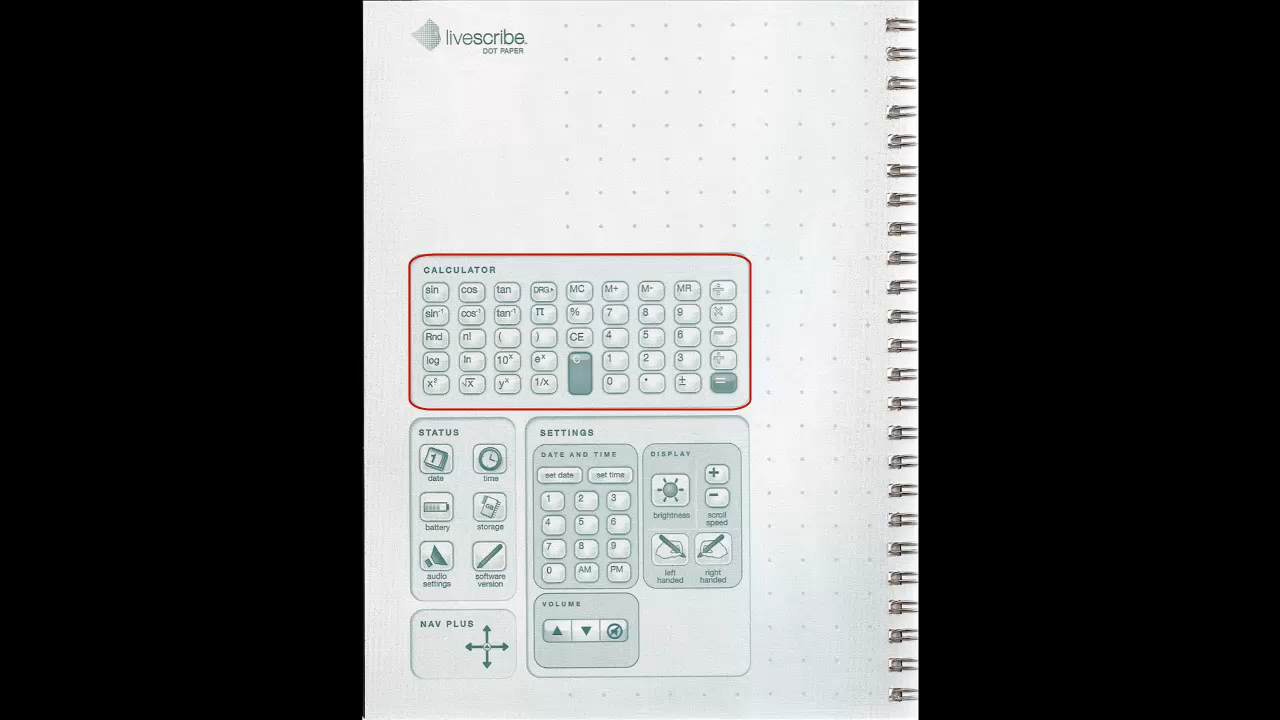 livescribe
DOT PAPER
CALCULATOR
sin cos tan DRG▸ MC M+ M- MR ÷
sin⁻¹ cos⁻¹ tan⁻¹ π % 7 8 9 ×
Rnd n! ( ) CE 4 5 6 −
log ln 10ˣ eˣ C 1 2 3
x² √x yˣ 1/x 0 • ± =
STATUS
date time
battery storage
audio settings
software version
NAV PLUS
SETTINGS
DATE AND TIME
set date set time
1 2 3
4 5 6
7 8 9
0 AM PM
DISPLAY
+
−
brightness
scroll speed
left handed
right handed
VOLUME